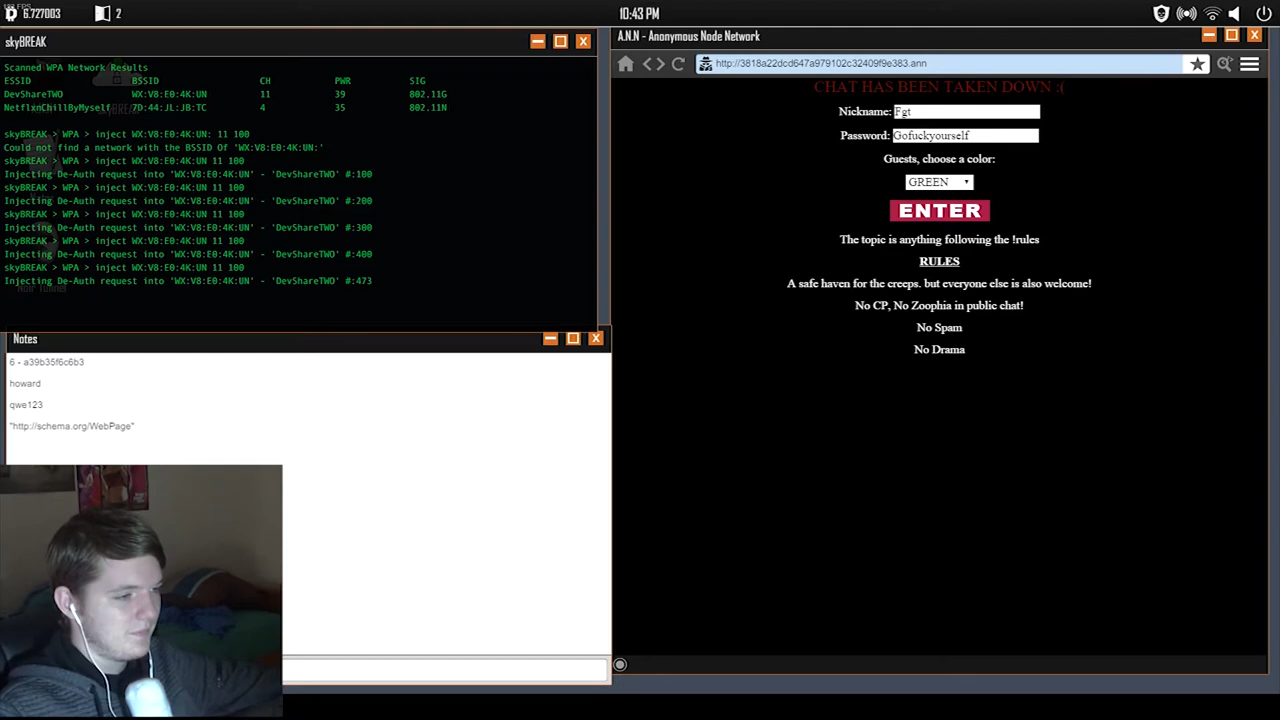 6.727003
2
10:43 PM
skyBREAK
Scanned WPA Network Results
ESSID BSSID CH PWR SIG
DevShareTWO WX:V8:E0:4K:UN 11 39 802.11G
NetflxnChillByMyself 7D:44:JL:JB:TC 4 35 802.11N
skyBREAK > WPA > inject WX:V8:E0:4K:UN: 11 100
Could not find a network with the BSSID Of 'WX:V8:E0:4K:UN:'
skyBREAK > WPA > inject WX:V8:E0:4K:UN 11 100
Injecting De-Auth request into 'WX:V8:E0:4K:UN' - 'DevShareTWO' #:100
skyBREAK > WPA > inject WX:V8:E0:4K:UN 11 100
Injecting De-Auth request into 'WX:V8:E0:4K:UN' - 'DevShareTWO' #:200
skyBREAK > WPA > inject WX:V8:E0:4K:UN 11 100
Injecting De-Auth request into 'WX:V8:E0:4K:UN' - 'DevShareTWO' #:300
skyBREAK > WPA > inject WX:V8:E0:4K:UN 11 100
Injecting De-Auth request into 'WX:V8:E0:4K:UN' - 'DevShareTWO' #:400
skyBREAK > WPA > inject WX:V8:E0:4K:UN 11 100
Injecting De-Auth request into 'WX:V8:E0:4K:UN' - 'DevShareTWO' #:473
Notes
6 - a39b35f6c6b3
howard
qwe123
"http://schema.org/WebPage"
A.N.N - Anonymous Node Network
http://3818a22dcd647a979102c32409f9e383.ann
CHAT HAS BEEN TAKEN DOWN :(
Nickname: Fgt
Password: Gofuckyourself
Guests, choose a color:
GREEN
ENTER
The topic is anything following the !rules
RULES
A safe haven for the creeps. but everyone else is also welcome!
No CP, No Zoophia in public chat!
No Spam
No Drama